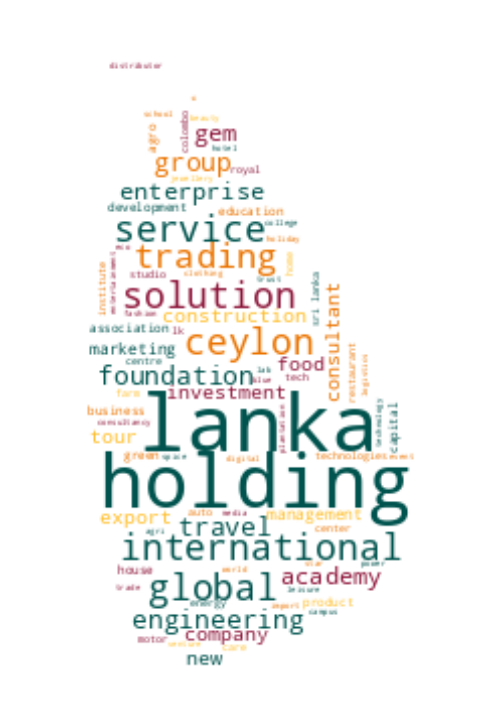 distributor
school
beauty
agro
colombo
gem
hotel
group
royal
jewellery
enterprise
development
education
service
college
holiday
trading
institute
entertainment
studio
clothing
trust
home
solution
fashion
construction
sri lanka
association
lk
ceylon
consultant
marketing
centre
food
restaurant
logistics
foundation
lab
blue
tech
farm
investment
business
consultancy
lanka
plantation
technology
capital
tour
green
space
digital
technologies
event
holding
export
auto
media
management
agri
travel
center
international
house
world
star
power
academy
trade
global
leisure
energy
import
product
campus
engineering
motor
company
venture
care
new